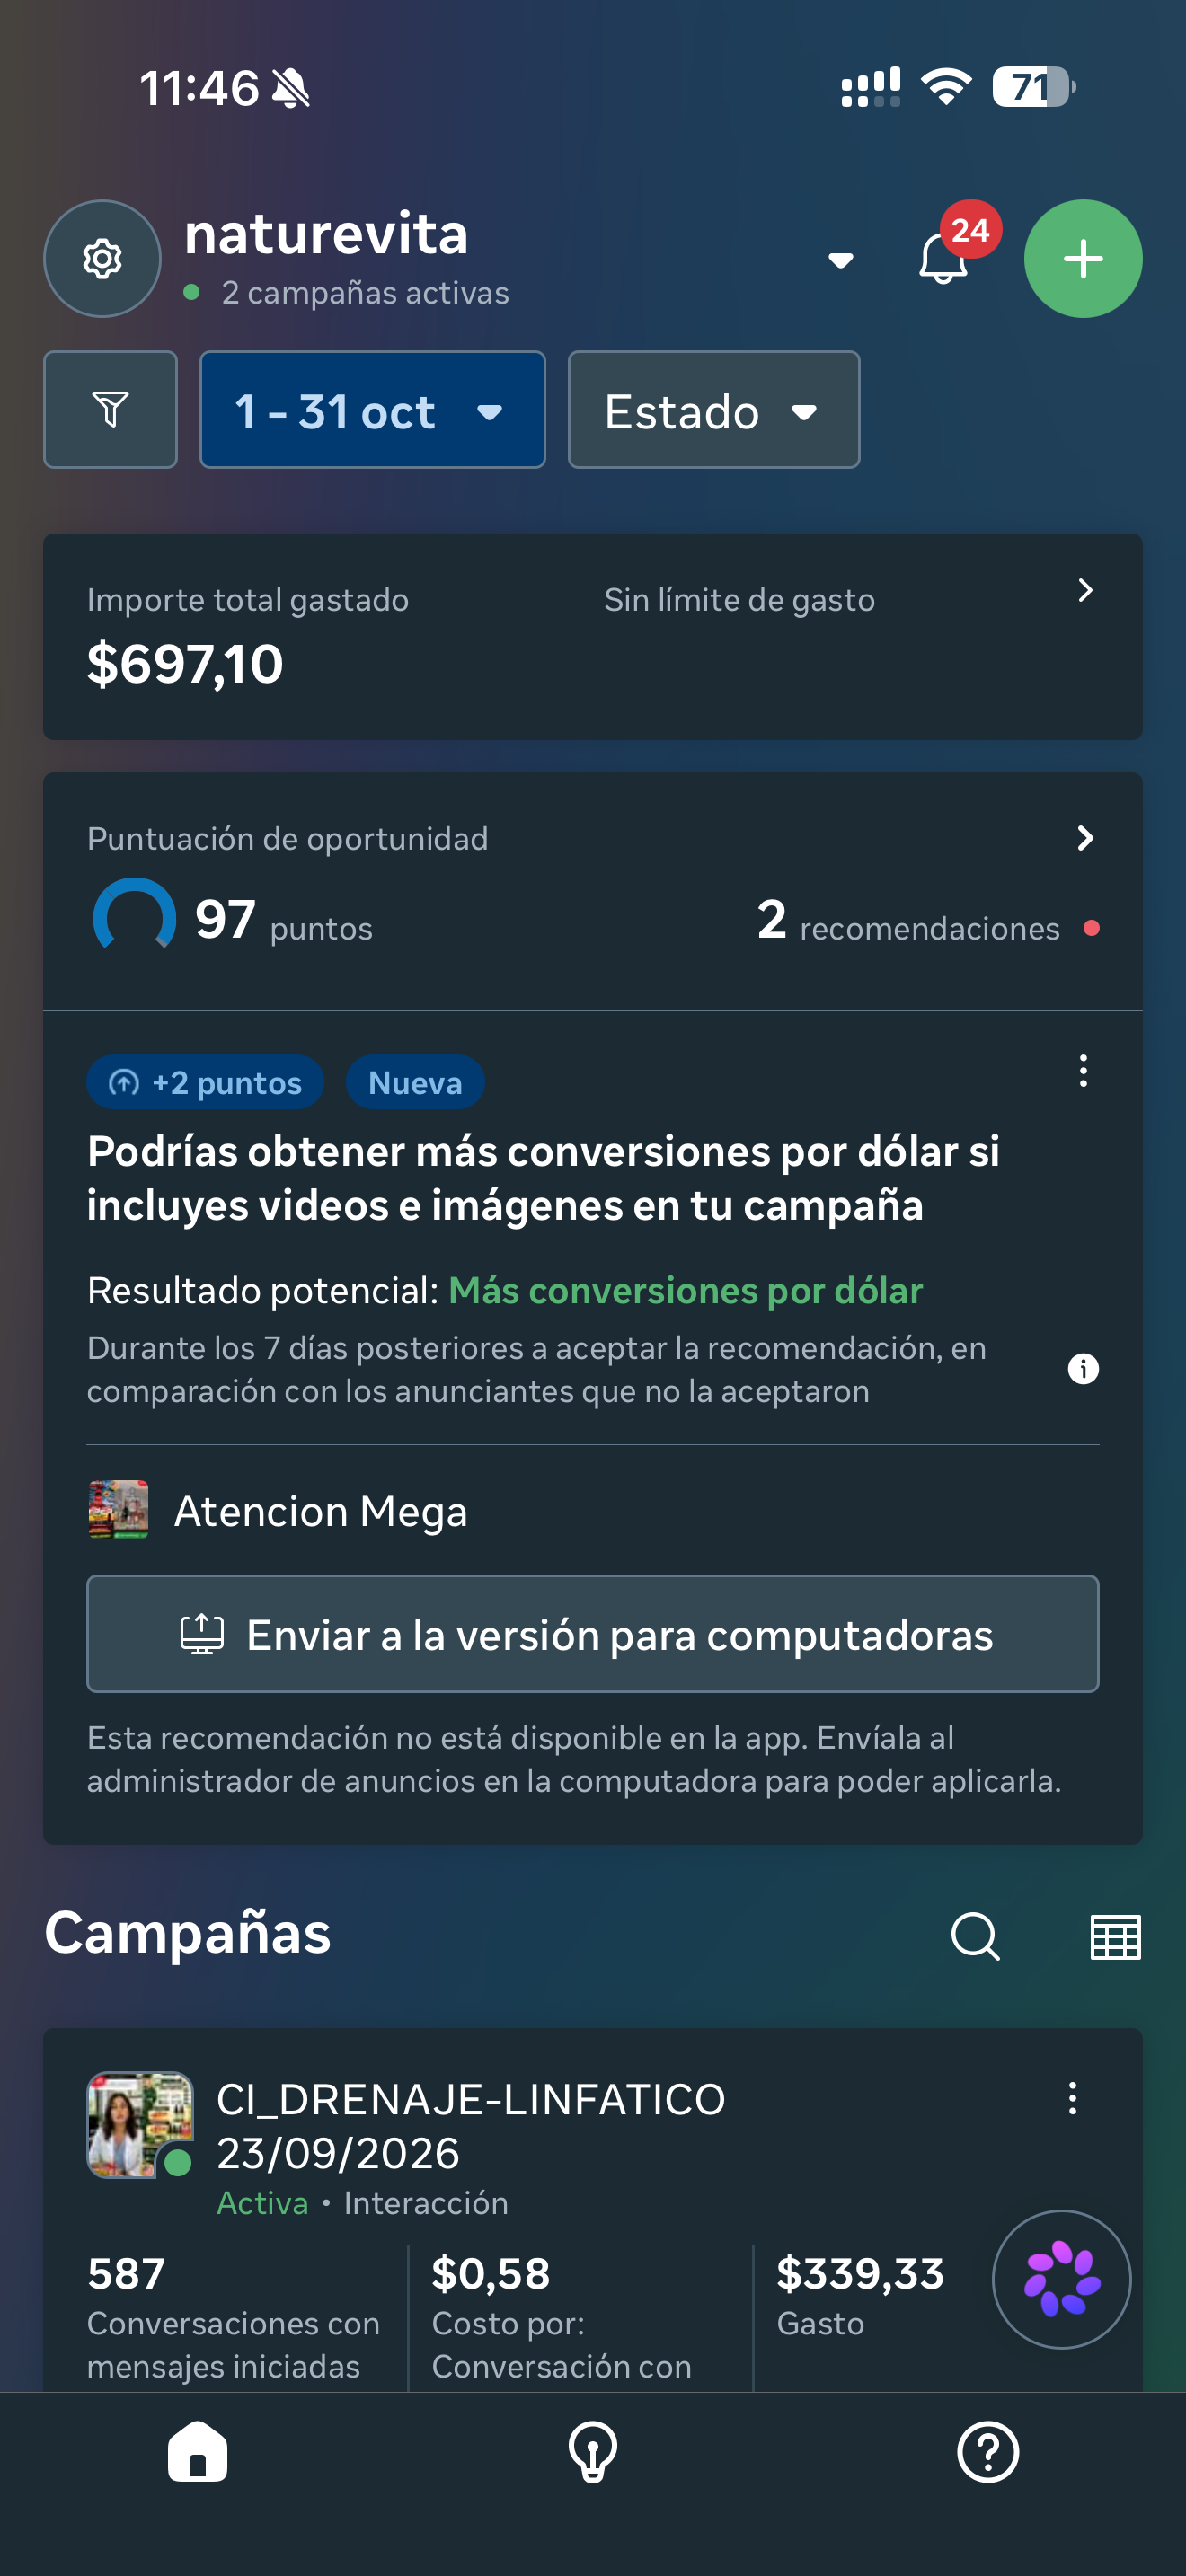 11:46
71
naturevita
24
2 campañas activas
1 - 31 oct
Estado
Importe total gastado
Sin límite de gasto
$697,10
Puntuación de oportunidad
97 puntos
2 recomendaciones
+2 puntos
Nueva
Podrías obtener más conversiones por dólar si
incluyes videos e imágenes en tu campaña
Resultado potencial: Más conversiones por dólar
Durante los 7 días posteriores a aceptar la recomendación, en
comparación con los anunciantes que no la aceptaron
Atencion Mega
Enviar a la versión para computadoras
Esta recomendación no está disponible en la app. Envíala al
administrador de anuncios en la computadora para poder aplicarla.
Campañas
CI_DRENAJE-LINFATICO
23/09/2026
Activa • Interacción
587
$0,58
$339,33
Conversaciones con
Costo por:
Gasto
mensajes iniciadas
Conversación con